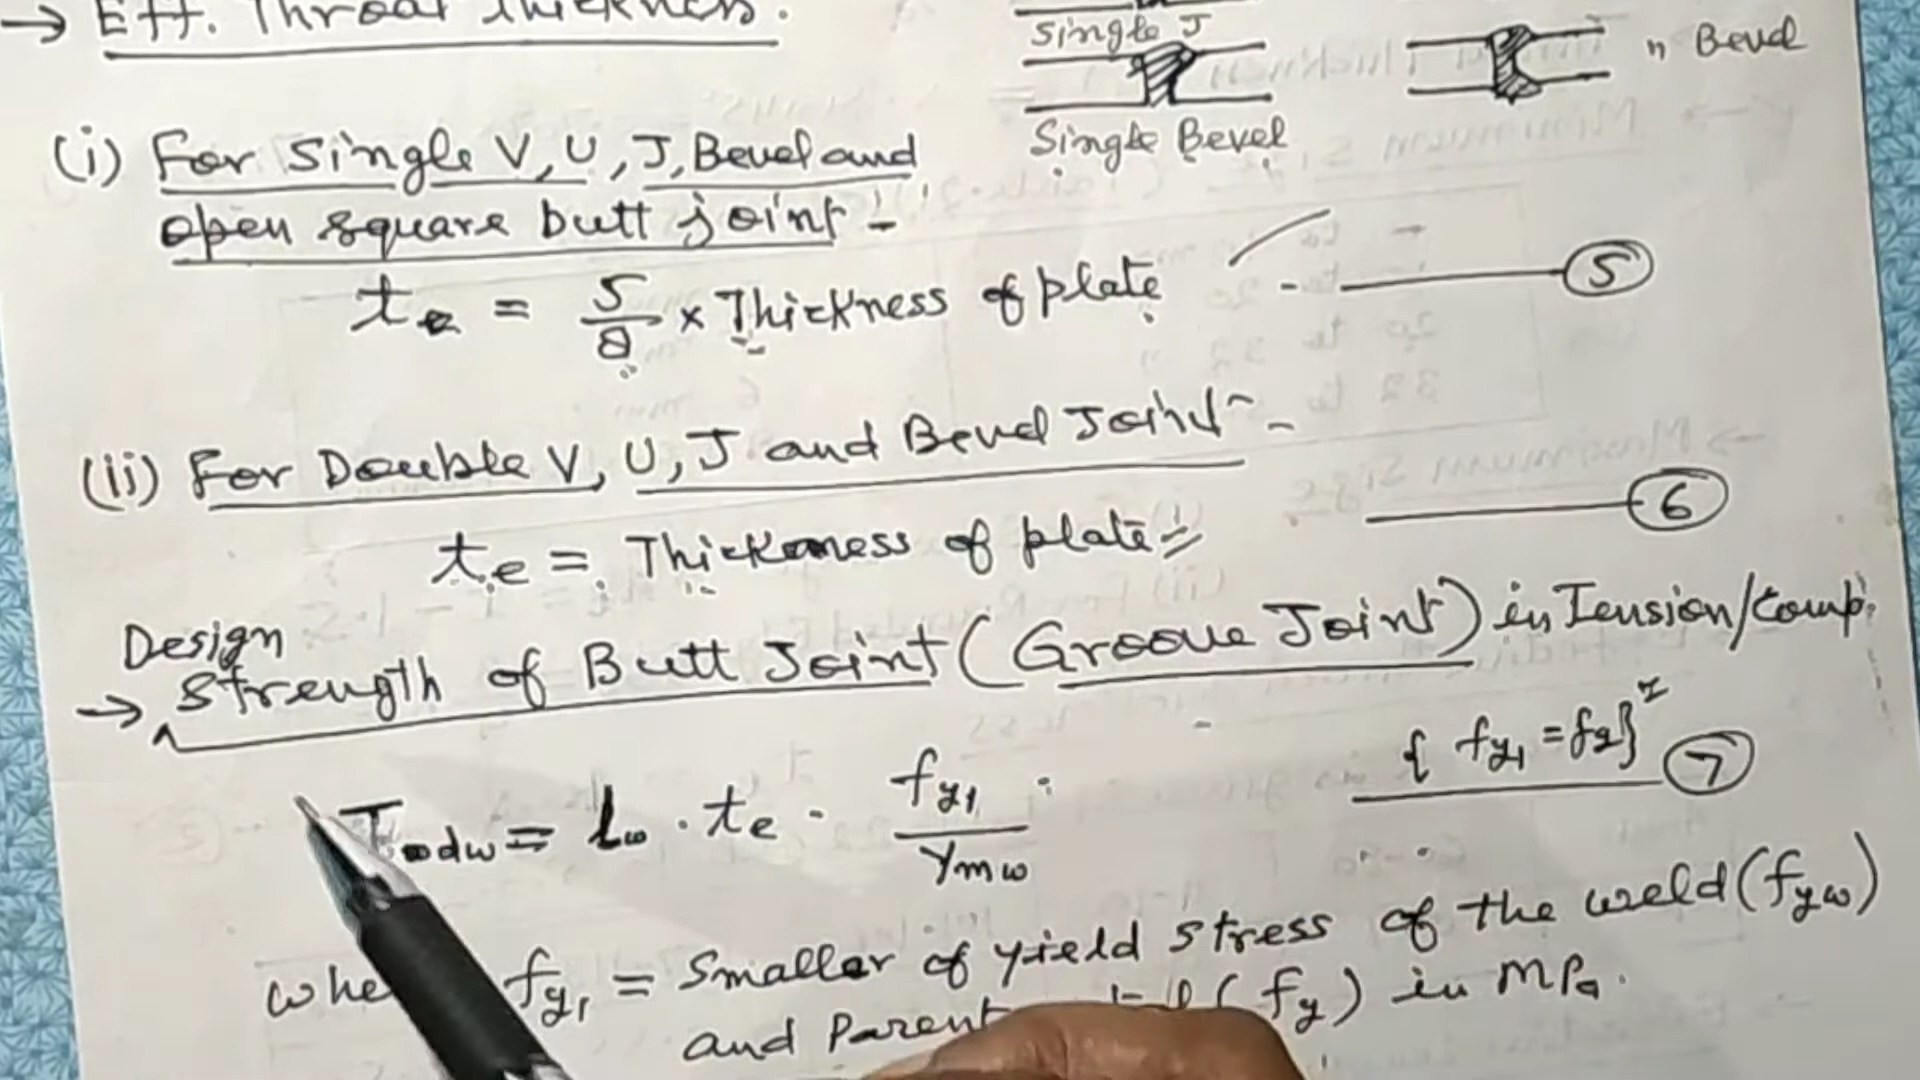 → Eff. Throat thickness.
Single J
Single Bevel
" Bevel
(i) For Single V, U, J, Bevel and
open square butt joint -
te = 5/8 × Thickness of plate - (5)
(ii) For Double V, U, J and Bevel Joint -
te = Thickness of plate (6)
Design
→ strength of Butt Joint (Groove Joint) in Tension/comp.
{ fy1 = fy } (7)
Tdw = lw . te . fy1/γmw
fy1 = Smaller of yield stress of the weld (fyw)
and Parent (fy) in MPa.